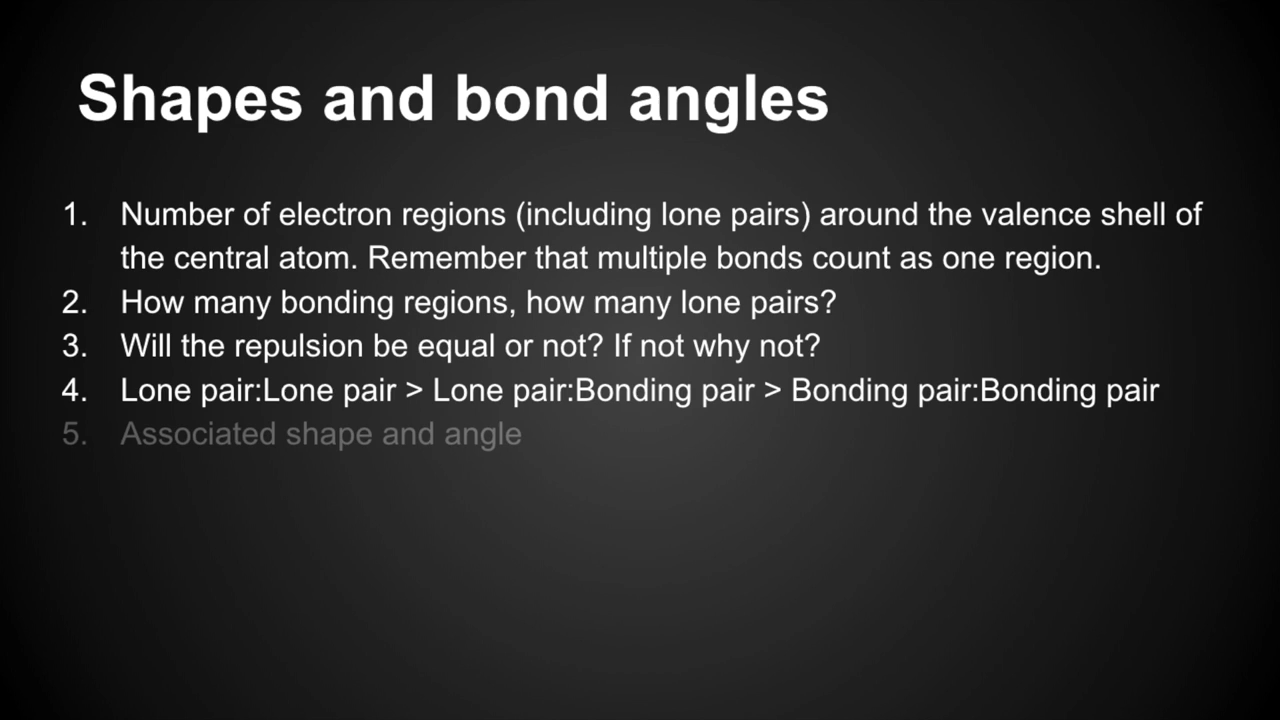 Shapes and bond angles
1. Number of electron regions (including lone pairs) around the valence shell of
the central atom. Remember that multiple bonds count as one region.
2. How many bonding regions, how many lone pairs?
3. Will the repulsion be equal or not? If not why not?
4. Lone pair:Lone pair > Lone pair:Bonding pair > Bonding pair:Bonding pair
5. Associated shape and angle